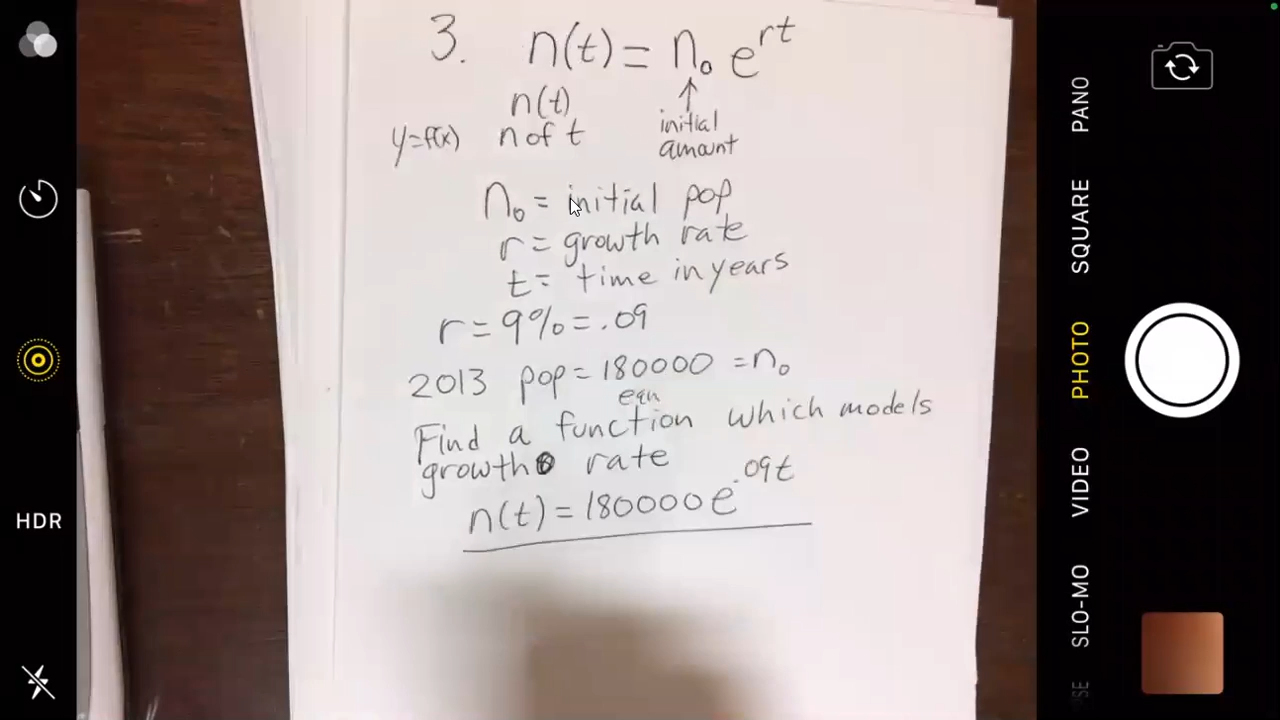 3. n(t) = n₀ e^rt
n(t)
y=f(x) n of t
initial
amount
n₀ = initial pop
r = growth rate
t = time in years
r = 9% = .09
2013 pop = 180000 = n₀
eqn
Find a function which models
growth rate
n(t) = 180000 e^.09t
PANO
SQUARE
PHOTO
VIDEO
SLO-MO
HDR